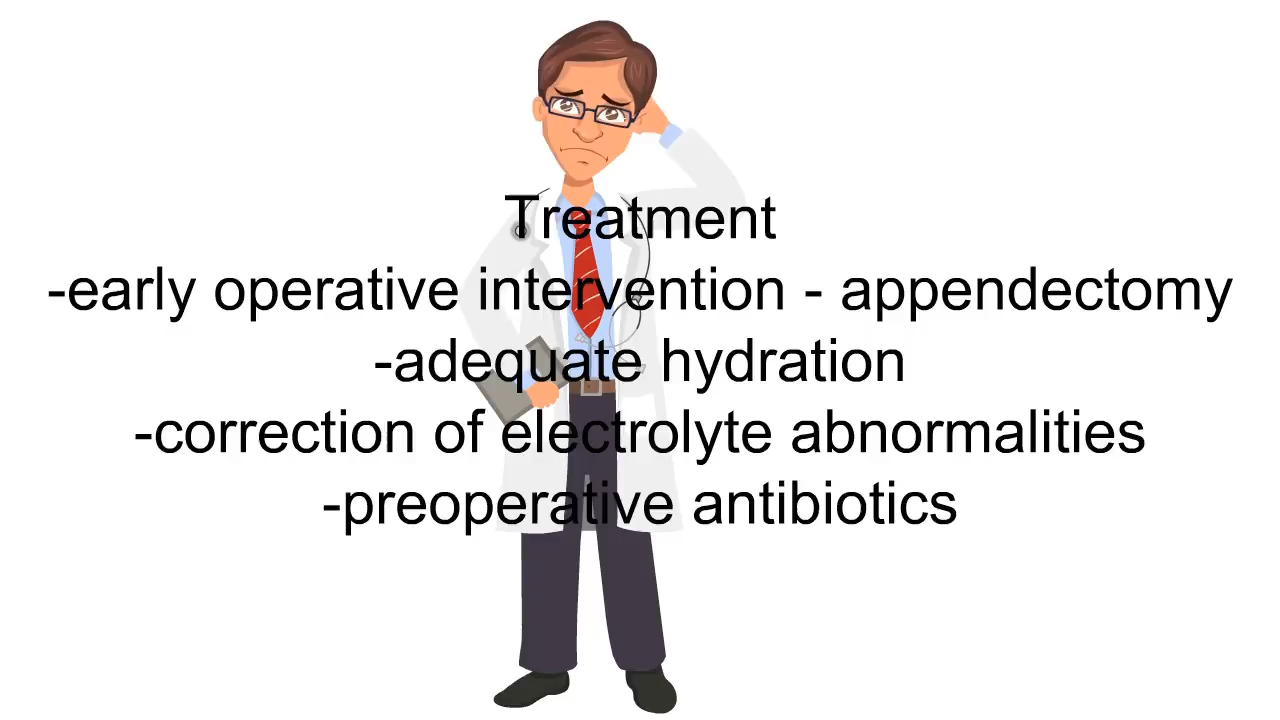 Treatment
-early operative intervention - appendectomy
-adequate hydration
-correction of electrolyte abnormalities
-preoperative antibiotics